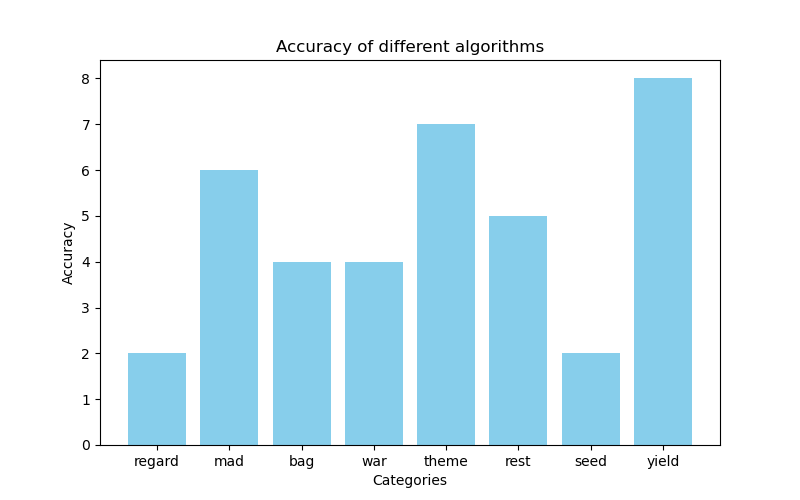 Accuracy of different algorithms
8
7
6
5
4
3
2
1
0
Accuracy
regard mad bag war theme rest seed yield
Categories